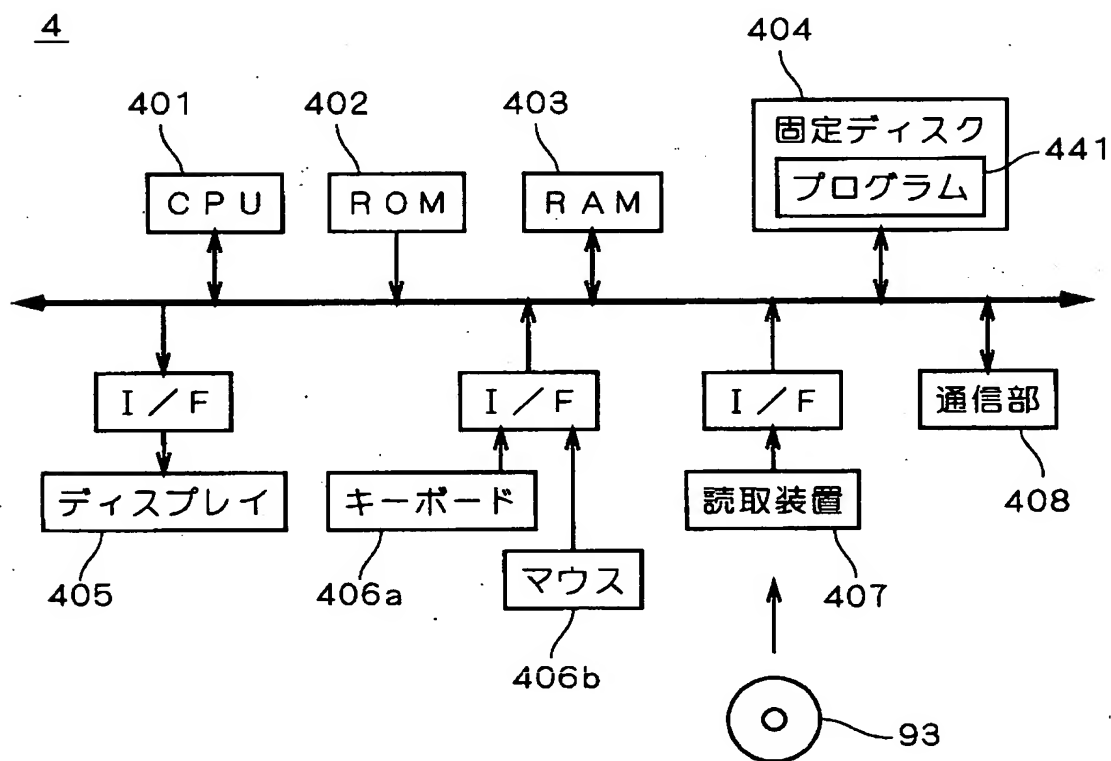 4
401
402
403
404
CPU
ROM
RAM
固定ディスク
プログラム
441
I/F
I/F
I/F
通信部
408
ディスプレイ
キーボード
読取装置
405
406a
マウス
407
406b
93